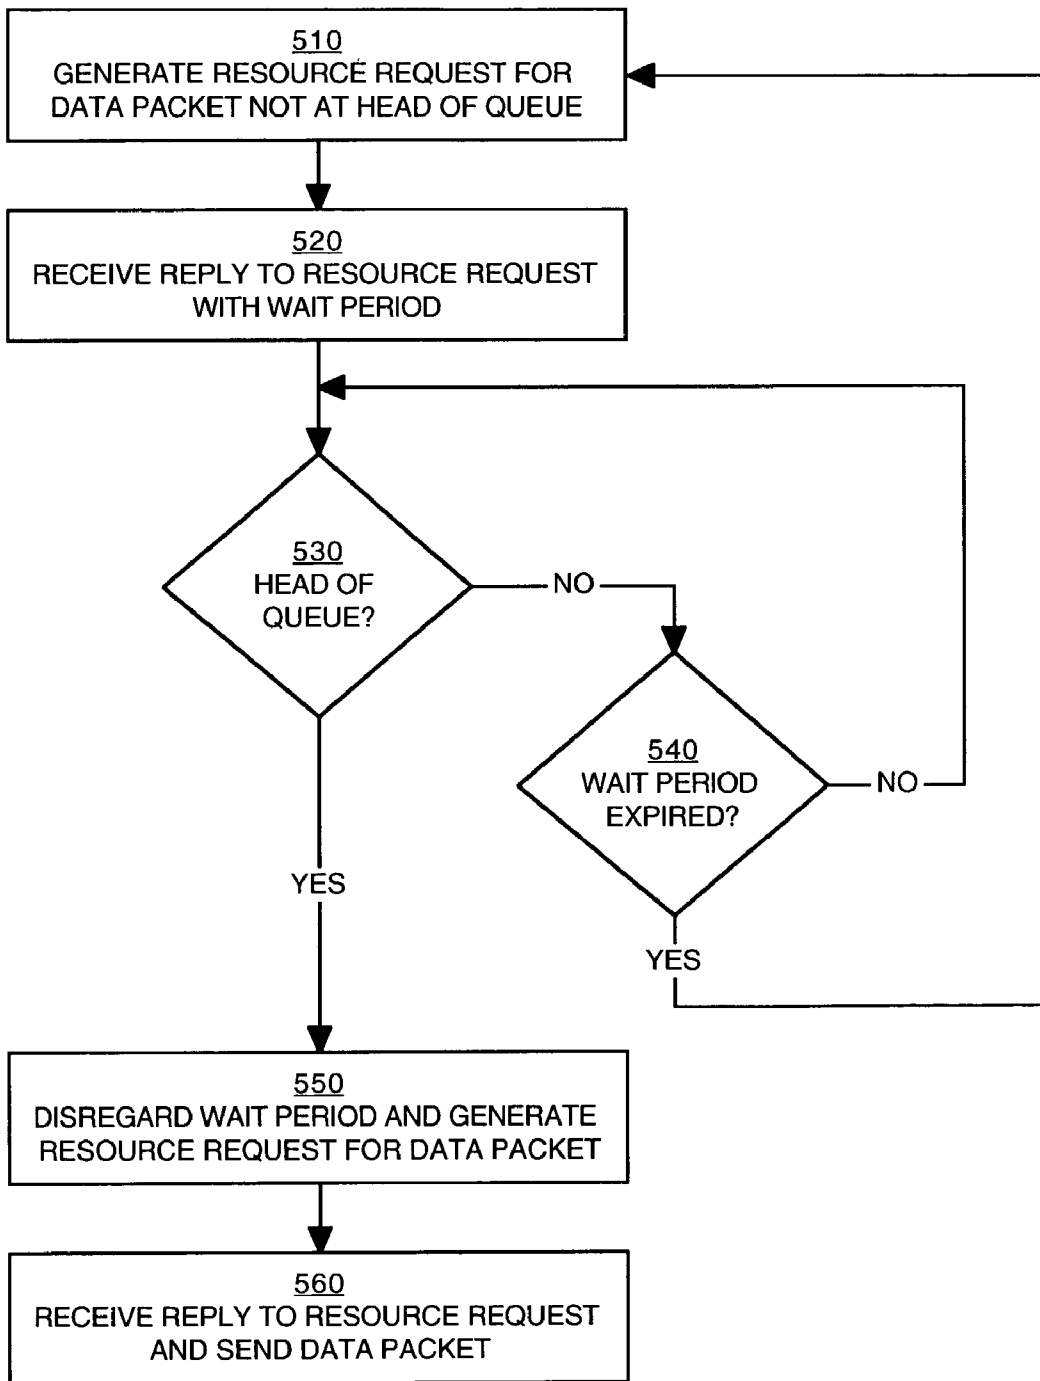 510
GENERATE RESOURCE REQUEST FOR
DATA PACKET NOT AT HEAD OF QUEUE
520
RECEIVE REPLY TO RESOURCE REQUEST
WITH WAIT PERIOD
530
HEAD OF
QUEUE?
NO
540
WAIT PERIOD
EXPIRED?
NO
YES
YES
550
DISREGARD WAIT PERIOD AND GENERATE
RESOURCE REQUEST FOR DATA PACKET
560
RECEIVE REPLY TO RESOURCE REQUEST
AND SEND DATA PACKET